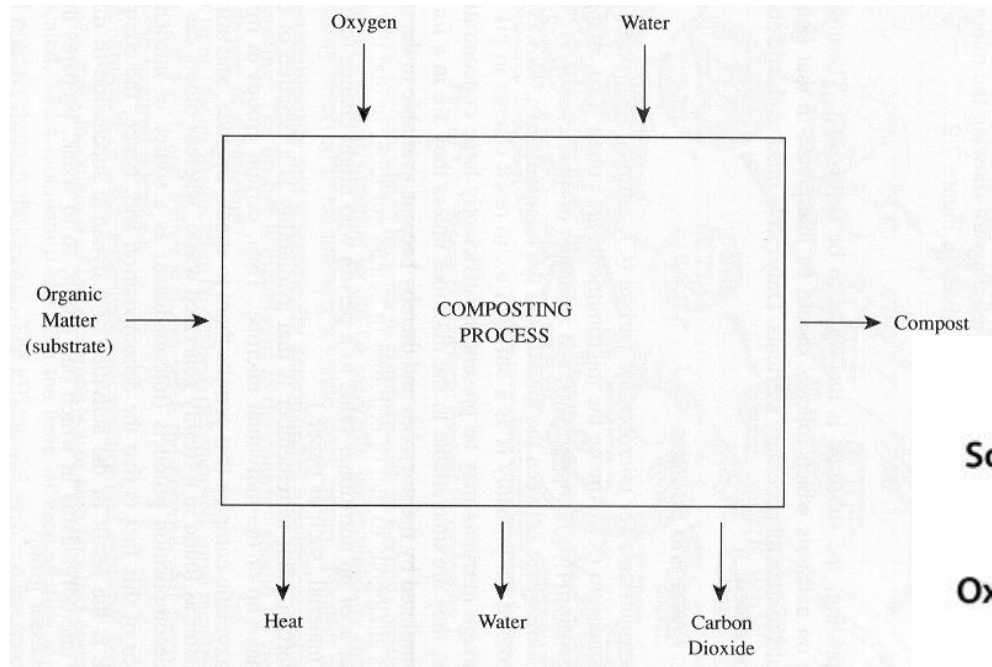 Oxygen
Water
Organic
Matter
(substrate)
COMPOSTING
PROCESS
Compost
Heat
Water
Carbon
Dioxide